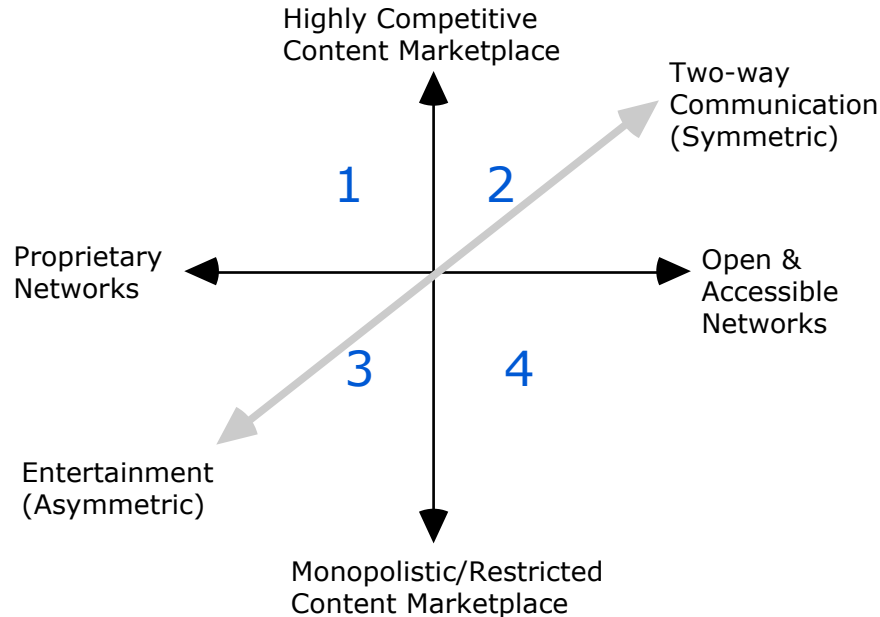 Highly Competitive
Content Marketplace
Two-way
Communication
(Symmetric)
1
2
Proprietary
Networks
Open &
Accessible
Networks
3
4
Entertainment
(Asymmetric)
Monopolistic/Restricted
Content Marketplace